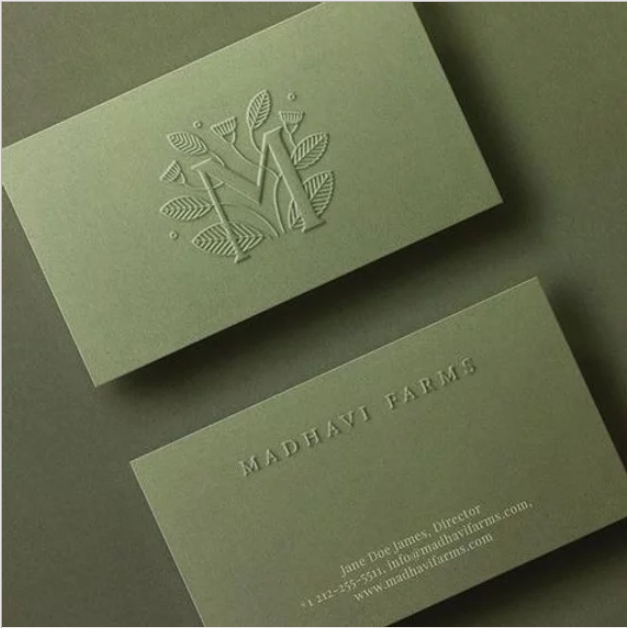 M
MADHAVI FARMS
Jane Doe James, Director
+1 212-255-5511, info@madhavifarms.com,
www.madhavifarms.com